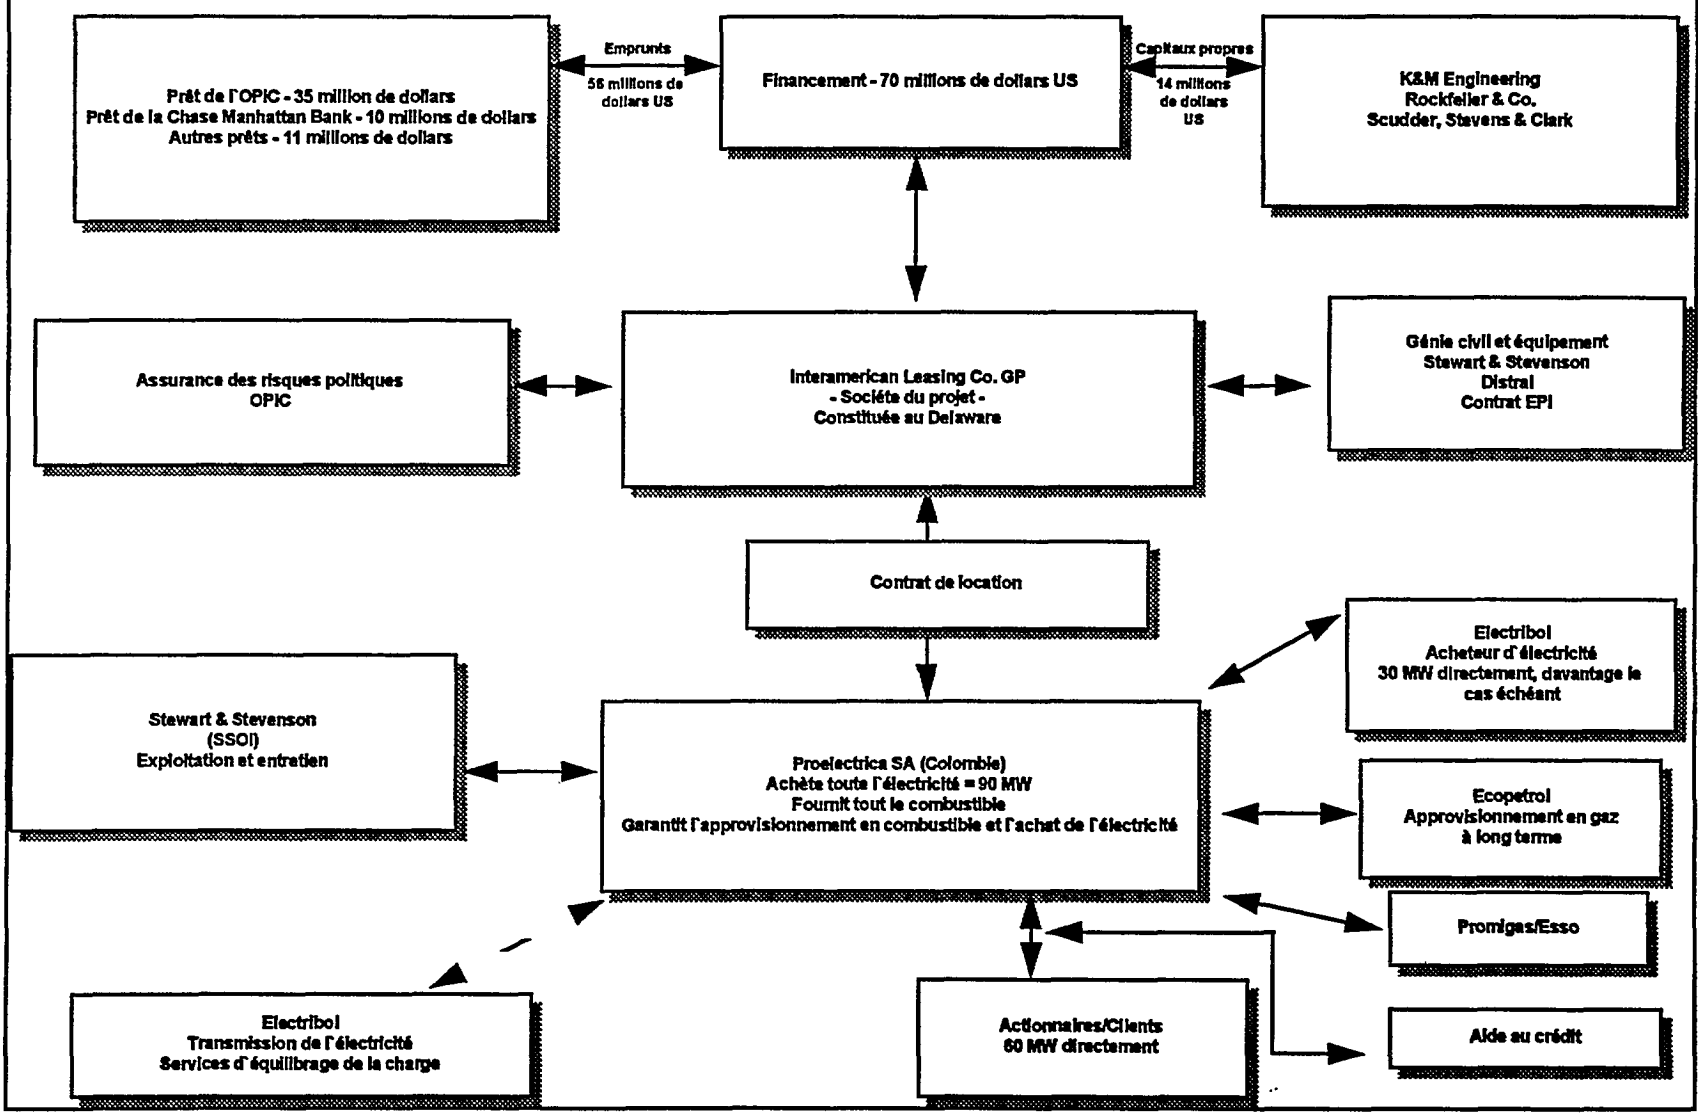 Prêt de l'OPIC - 35 million de dollars
Prêt de la Chase Manhattan Bank - 10 millions de dollars
Autres prêts - 11 millions de dollars
Emprunts
56 millions de
dollars US
Financement - 70 millions de dollars US
Capitaux propres
14 millions
de dollars
US
K&M Engineering
Rockfeller & Co.
Scudder, Stevens & Clark
Assurance des risques politiques
OPIC
Interamerican Leasing Co. GP
- Sociéte du projet -
Constituée au Delaware
Génie civil et équipement
Stewart & Stevenson
Distral
Contrat EPI
Contrat de location
Electribol
Acheteur d'électricité
30 MW directement, davantage le
cas échéant
Stewart & Stevenson
(SSOI)
Exploitation et entretien
Proelectrica SA (Colombie)
Achète toute l'électricité = 90 MW
Fournit tout le combustible
Garantit l'approvisionnement en combustible et l'achat de l'électricité
Ecopetrol
Approvisionnement en gaz
à long terme
Promigas/Esso
Electribol
Transmission de l'électricité
Services d'équilibrage de la charge
Actionnaires/Clients
60 MW directement
Aide au crédit